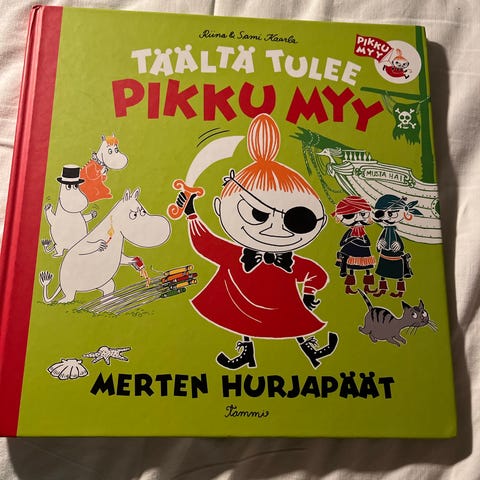 Riina & Sami Kaarla
TÄÄLTÄ TULEE
PIKKU MYY
PIKKU
MYY
MUSTA HAI
MERTEN HURJAPÄÄT
Tammi